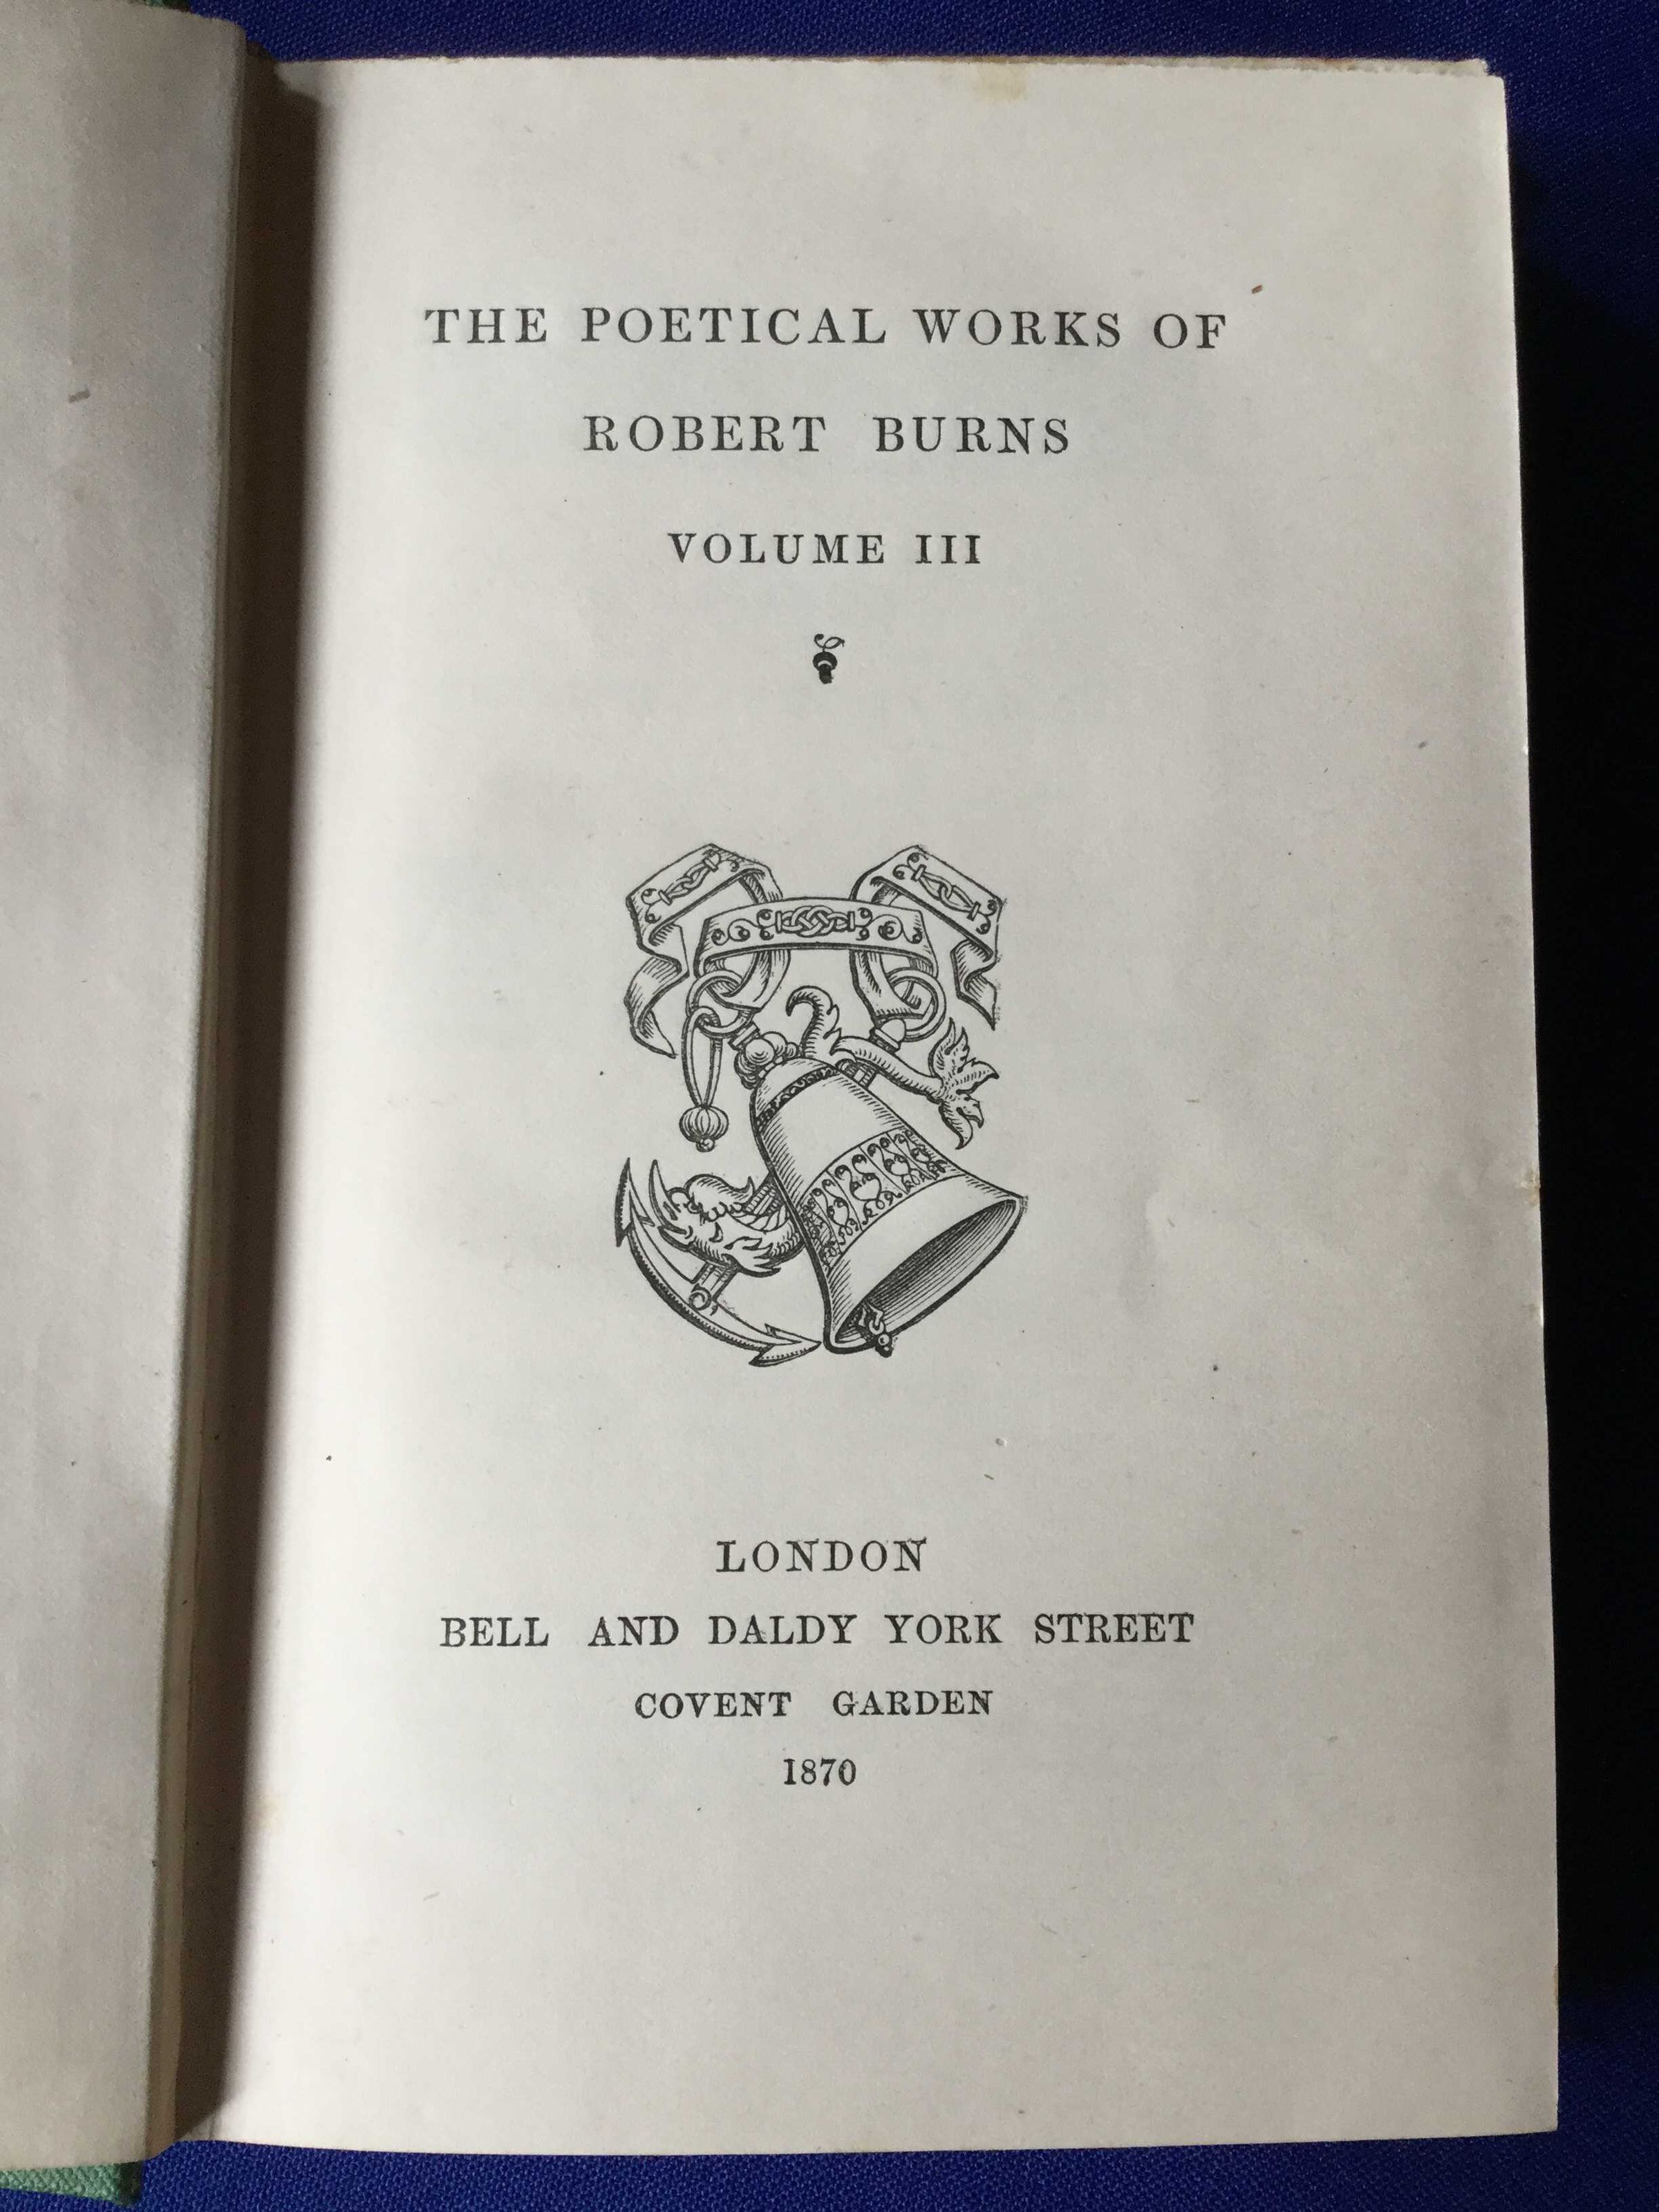 THE POETICAL WORKS OF
ROBERT BURNS
VOLUME III
LONDON
BELL AND DALDY YORK STREET
COVENT GARDEN
1870